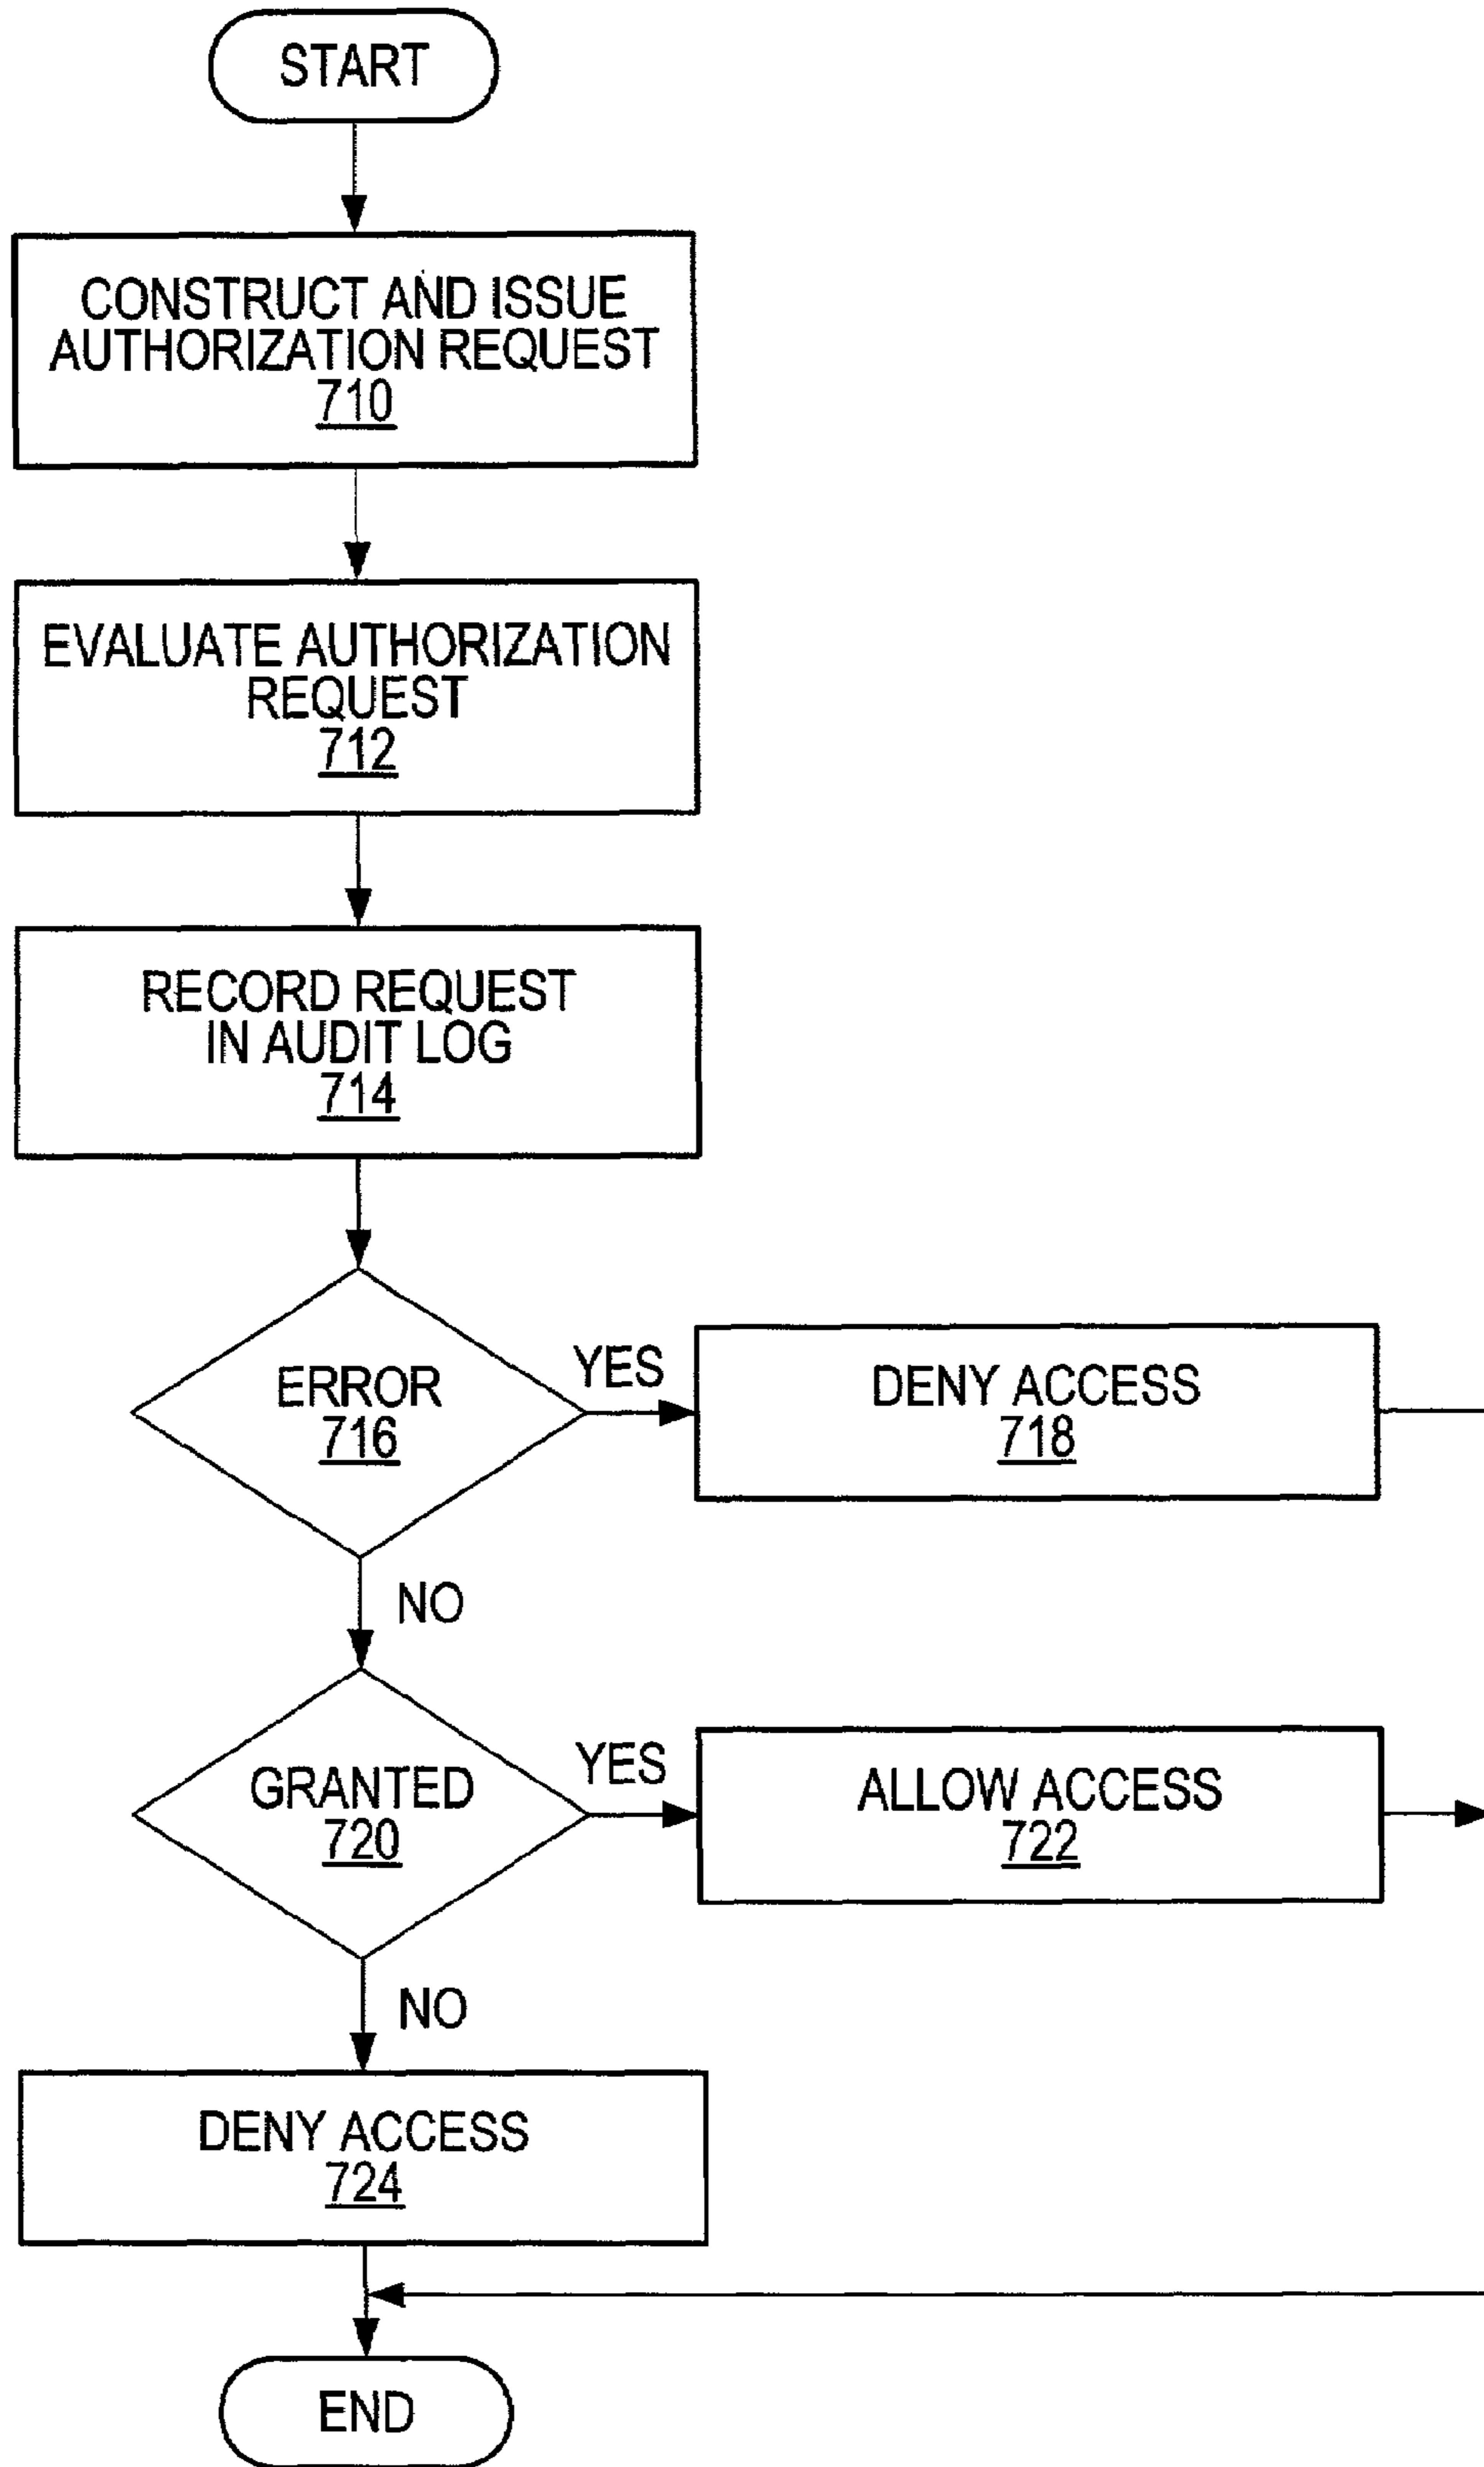 START
CONSTRUCT AND ISSUE
AUTHORIZATION REQUEST
710
EVALUATE AUTHORIZATION
REQUEST
712
RECORD REQUEST
IN AUDIT LOG
714
ERROR
716
YES
DENY ACCESS
718
NO
GRANTED
720
YES
ALLOW ACCESS
722
NO
DENY ACCESS
724
END